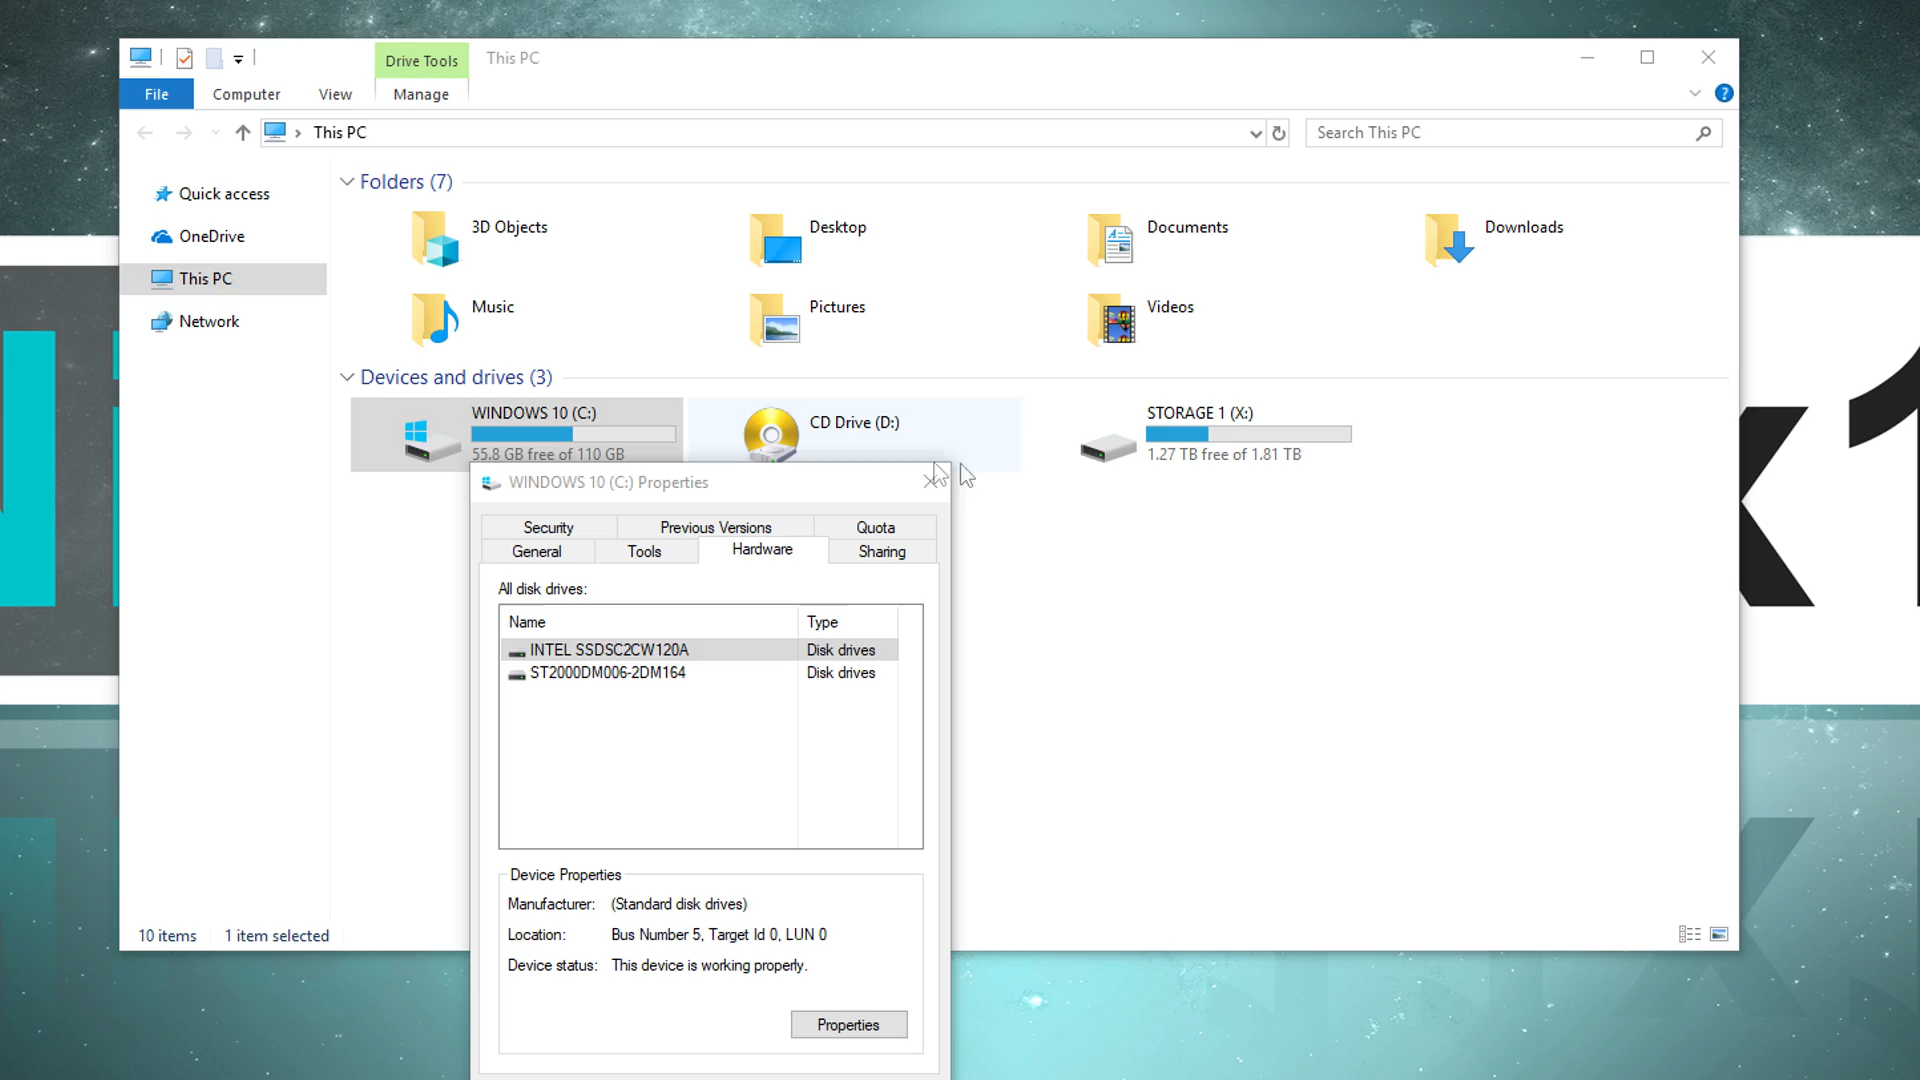 Drive Tools
This PC
File
Computer
View
Manage
This PC
Search This PC
Quick access
OneDrive
This PC
Network
Folders (7)
3D Objects
Desktop
Documents
Downloads
Music
Pictures
Videos
Devices and drives (3)
WINDOWS 10 (C:)
55.8 GB free of 110 GB
CD Drive (D:)
STORAGE 1 (X:)
1.27 TB free of 1.81 TB
WINDOWS 10 (C:) Properties
Security
Previous Versions
Quota
General
Tools
Hardware
Sharing
All disk drives:
Name Type
INTEL SSDSC2CW120A Disk drives
ST2000DM006-2DM164 Disk drives
Device Properties
Manufacturer: (Standard disk drives)
Location: Bus Number 5, Target Id 0, LUN 0
Device status: This device is working properly.
Properties
10 items 1 item selected